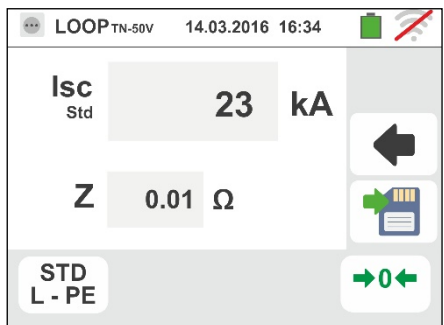 LOOP TN-50V 14.03.2016 16:34
Isc 23 kA
Std
Z 0.01 Ω
STD
L - PE
0